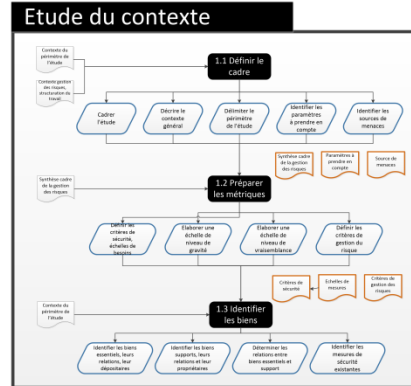 Etude du contexte
Contexte du
périmètre de
l'étude
1.1 Définir le
cadre
Contexte gestion
des risques,
structuration du
travail
Cadrer
l'étude
Décrire le
contexte
général
Délimiter le
périmètre de
l'étude
Identifier les
paramètres à
prendre en
compte
Identifier les
sources de
menaces
Synthèse cadre
de la gestion
des risques
Paramètres à
prendre en
compte
Source de
menaces
Synthèse cadre
de la gestion
des risques
1.2 Préparer
les métriques
Définir les
critères de
sécurité, échelles de
besoins
Elaborer une
échelle de
niveau de
gravité
Elaborer une
échelle de
niveau de
vraisemblance
Définir les
critères de
gestion du
risque
Critères de
sécurité
Echelles de
mesures
Critères de
gestion des
risques
Contexte du
périmètre de
l'étude
1.3 Identifier
les biens
Identifier les biens
essentiels, leurs
relations, leur
dépositaires
Identifier les biens
supports, leurs
relations et leur
propriétaires
Déterminer les
relations entre
biens essentiels et
support
Identifier les
mesures de
sécurité
existantes